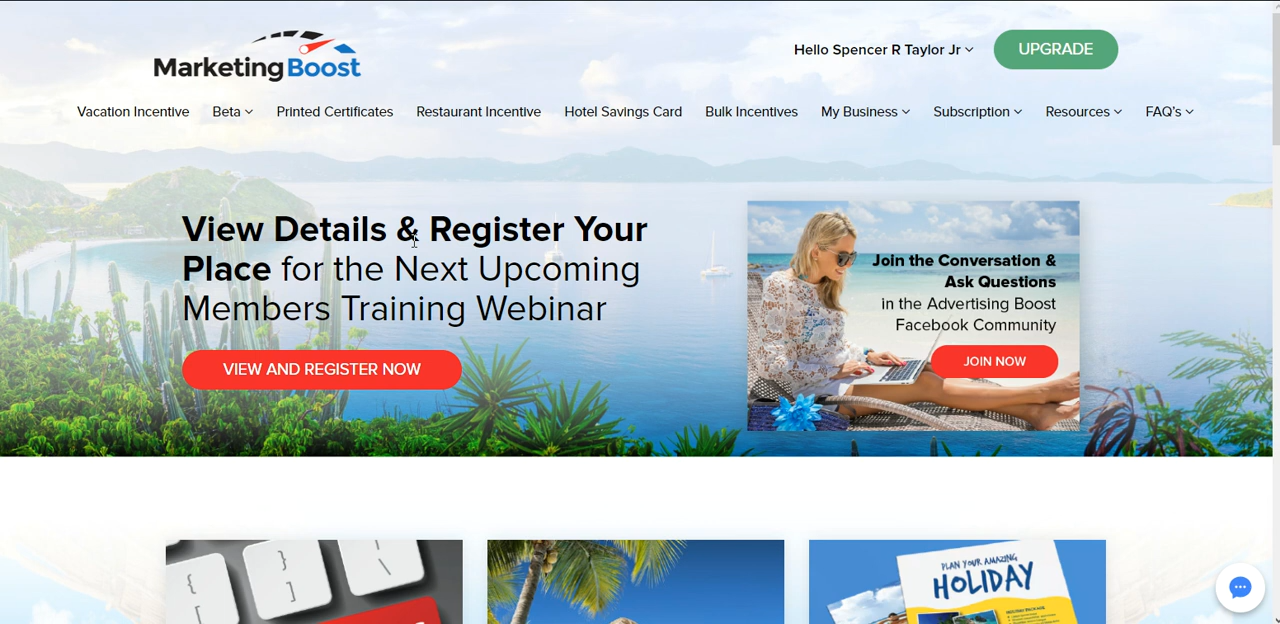 MarketingBoost
Hello Spencer R Taylor Jr
UPGRADE
Vacation Incentive
Beta
Printed Certificates
Restaurant Incentive
Hotel Savings Card
Bulk Incentives
My Business
Subscription
Resources
FAQ's
View Details & Register Your
Place for the Next Upcoming
Members Training Webinar
VIEW AND REGISTER NOW
Join the Conversation &
Ask Questions
in the Advertising Boost
Facebook Community
JOIN NOW
{
[
}
]
|
\
PLAN YOUR AMAZING
HOLIDAY